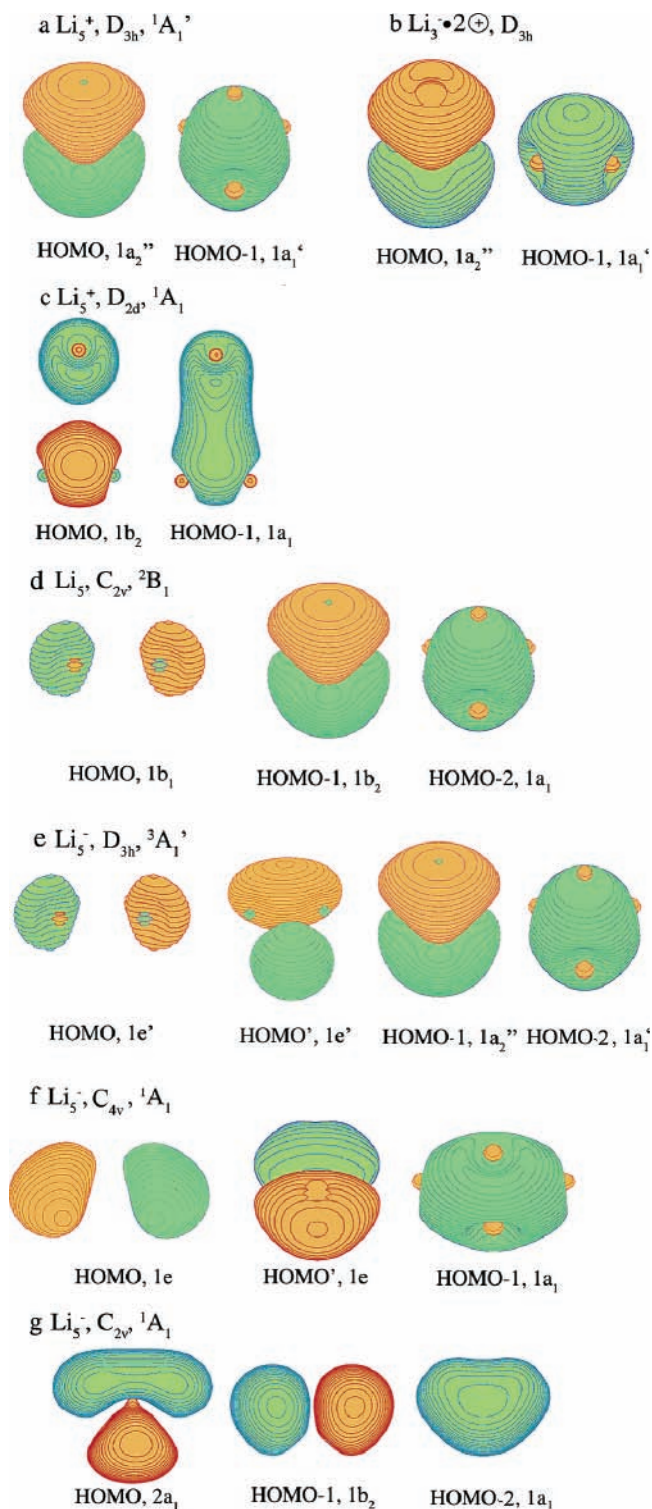 a Li₅⁺, D₃ₕ, ¹A₁’ b Li₃⁻•2⊕, D₃ₕ
HOMO, 1a₂” HOMO-1, 1a₁‘ HOMO, 1a₂” HOMO-1, 1a₁‘
c Li₅⁺, D₂d, ¹A₁
HOMO, 1b₂ HOMO-1, 1a₁
d Li₅, C₂ᵥ, ²B₁
HOMO, 1b₁ HOMO-1, 1b₂ HOMO-2, 1a₁
e Li₅⁻, D₃ₕ, ³A₁’
HOMO, 1e’ HOMO’, 1e’ HOMO-1, 1a₂” HOMO-2, 1a₁‘
f Li₅⁻, C₄ᵥ, ¹A₁
HOMO, 1e HOMO’, 1e HOMO-1, 1a₁
g Li₅⁻, C₂ᵥ, ¹A₁
HOMO, 2a₁ HOMO-1, 1b₂ HOMO-2, 1a₁